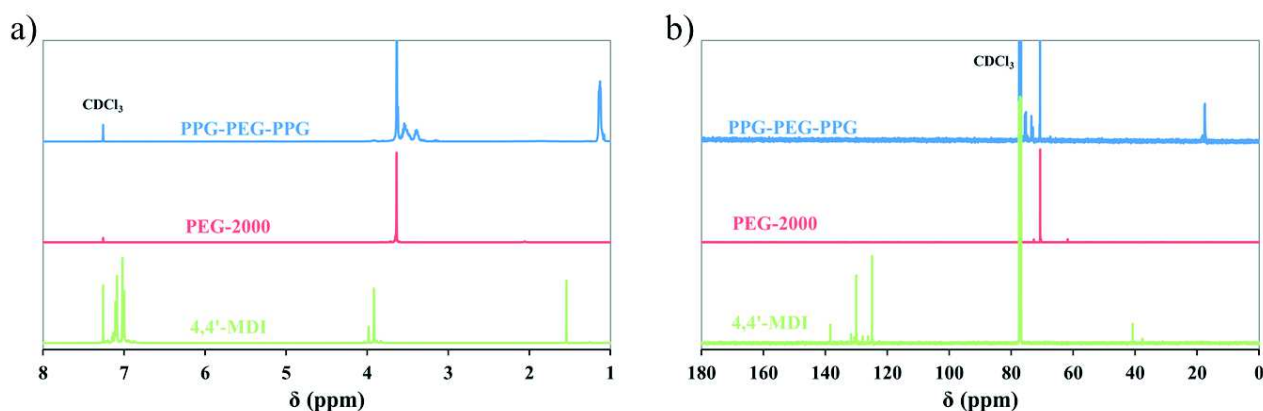 a)
CDCl₃
PPG-PEG-PPG
PEG-2000
4,4'-MDI
8 7 6 5 4 3 2 1
δ (ppm)
b)
CDCl₃
PPG-PEG-PPG
PEG-2000
4,4'-MDI
180 160 140 120 100 80 60 40 20 0
δ (ppm)